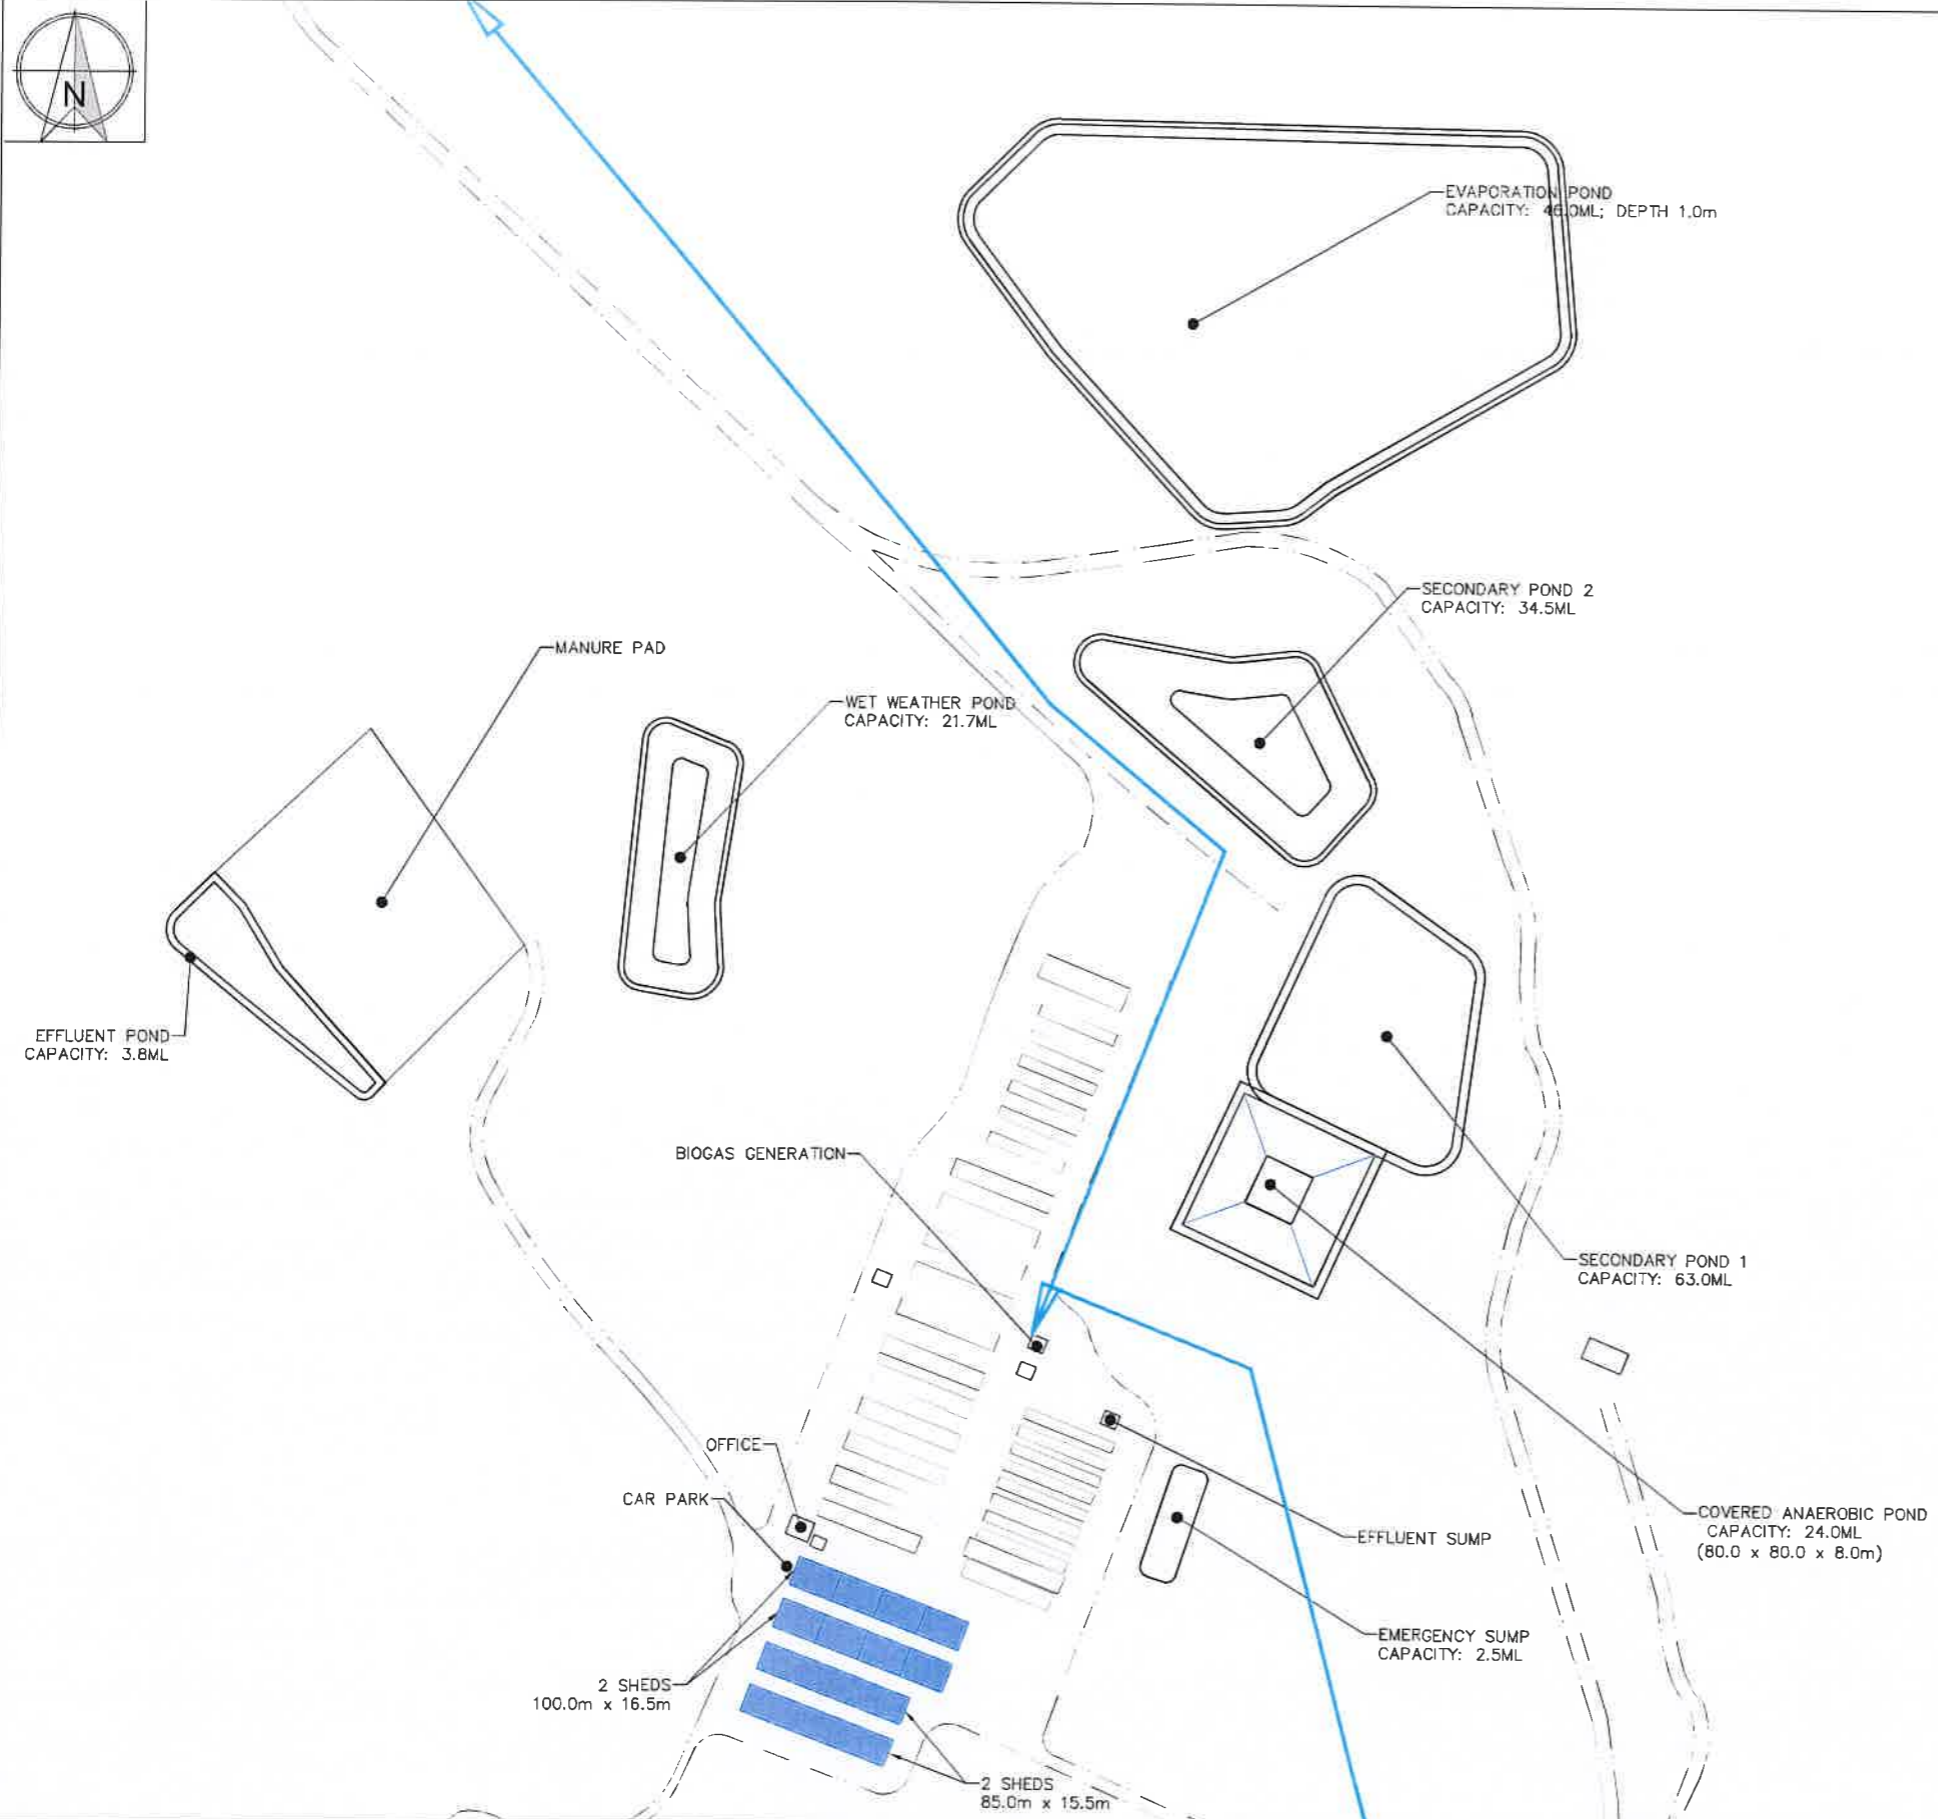 N
EVAPORATION POND
CAPACITY: 46.0ML; DEPTH 1.0m
SECONDARY POND 2
CAPACITY: 34.5ML
MANURE PAD
WET WEATHER POND
CAPACITY: 21.7ML
EFFLUENT POND
CAPACITY: 3.8ML
BIOGAS GENERATION
SECONDARY POND 1
CAPACITY: 63.0ML
OFFICE
CAR PARK
COVERED ANAEROBIC POND
CAPACITY: 24.0ML
(80.0 x 80.0 x 8.0m)
EFFLUENT SUMP
EMERGENCY SUMP
CAPACITY: 2.5ML
2 SHEDS
100.0m x 16.5m
2 SHEDS
85.0m x 15.5m